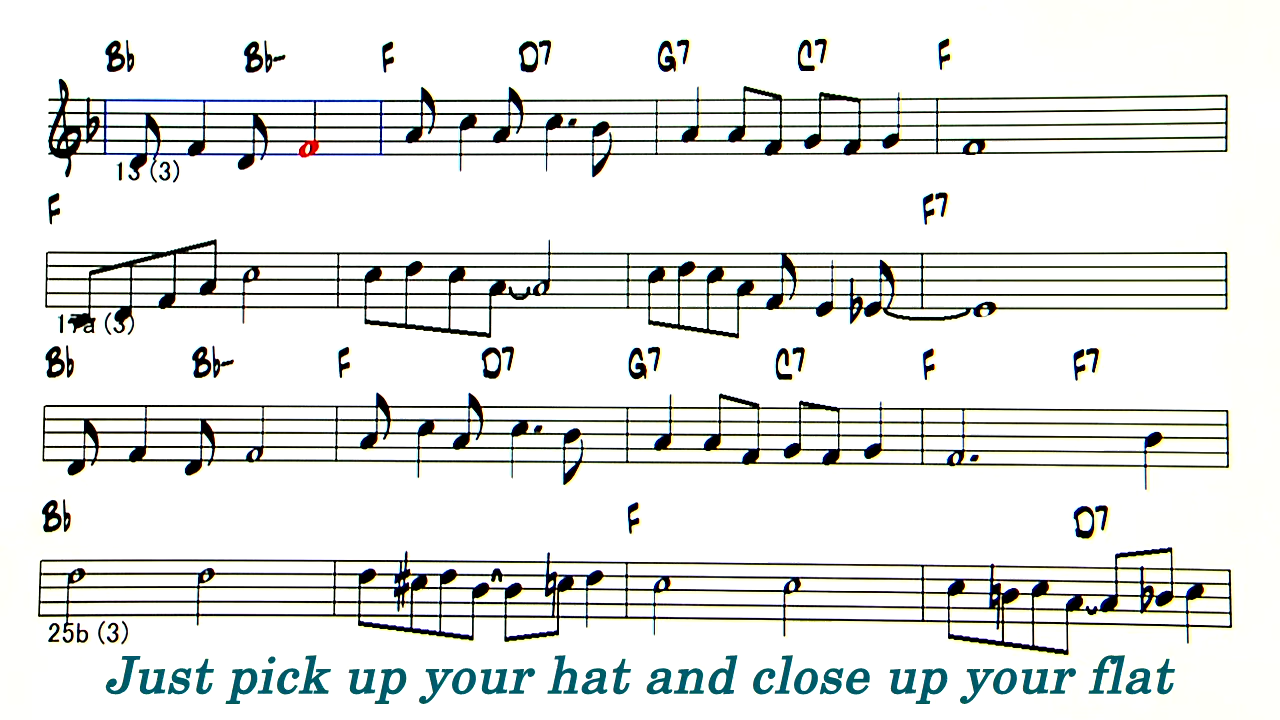 Bb Bb- F D7 G7 C7 F
13 (3)
F F7
17a (3)
Bb Bb- F D7 G7 C7 F F7
Bb F D7
25b (3)
Just pick up your hat and close up your flat